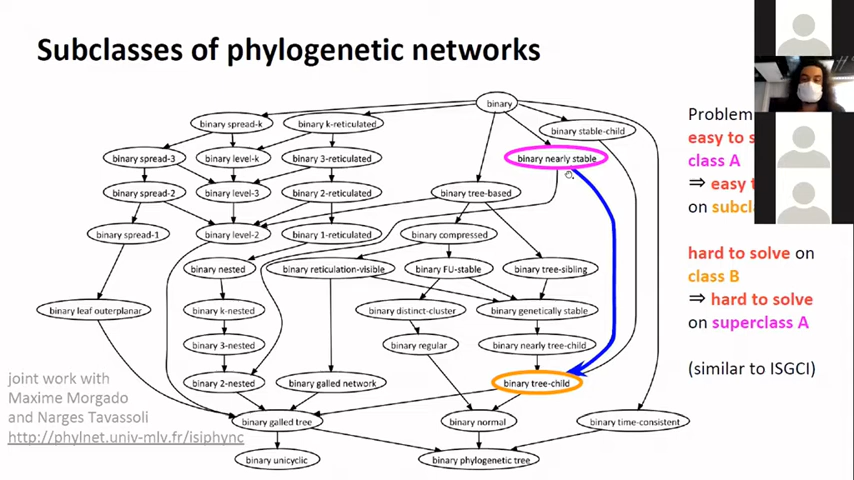 Subclasses of phylogenetic networks
binary
binary spread-k
binary k-reticulated
binary stable-child
binary spread-3
binary level-k
binary 3-reticulated
binary nearly stable
binary spread-2
binary level-3
binary 2-reticulated
binary tree-based
binary spread-1
binary level-2
binary 1-reticulated
binary compressed
binary nested
binary reticulation-visible
binary FU-stable
binary tree-sibling
binary leaf outerplanar
binary k-nested
binary distinct-cluster
binary genetically stable
binary 3-nested
binary regular
binary nearly tree-child
binary 2-nested
binary galled network
binary tree-child
binary galled tree
binary normal
binary time-consistent
binary unicyclic
binary phylogenetic tree
joint work with
Maxime Morgado
and Narges Tavassoli
http://phylnet.univ-mlv.fr/isiphync
Problem
easy to s
class A
⇒ easy t
on subcl
hard to solve on
class B
⇒ hard to solve
on superclass A
(similar to ISGCI)